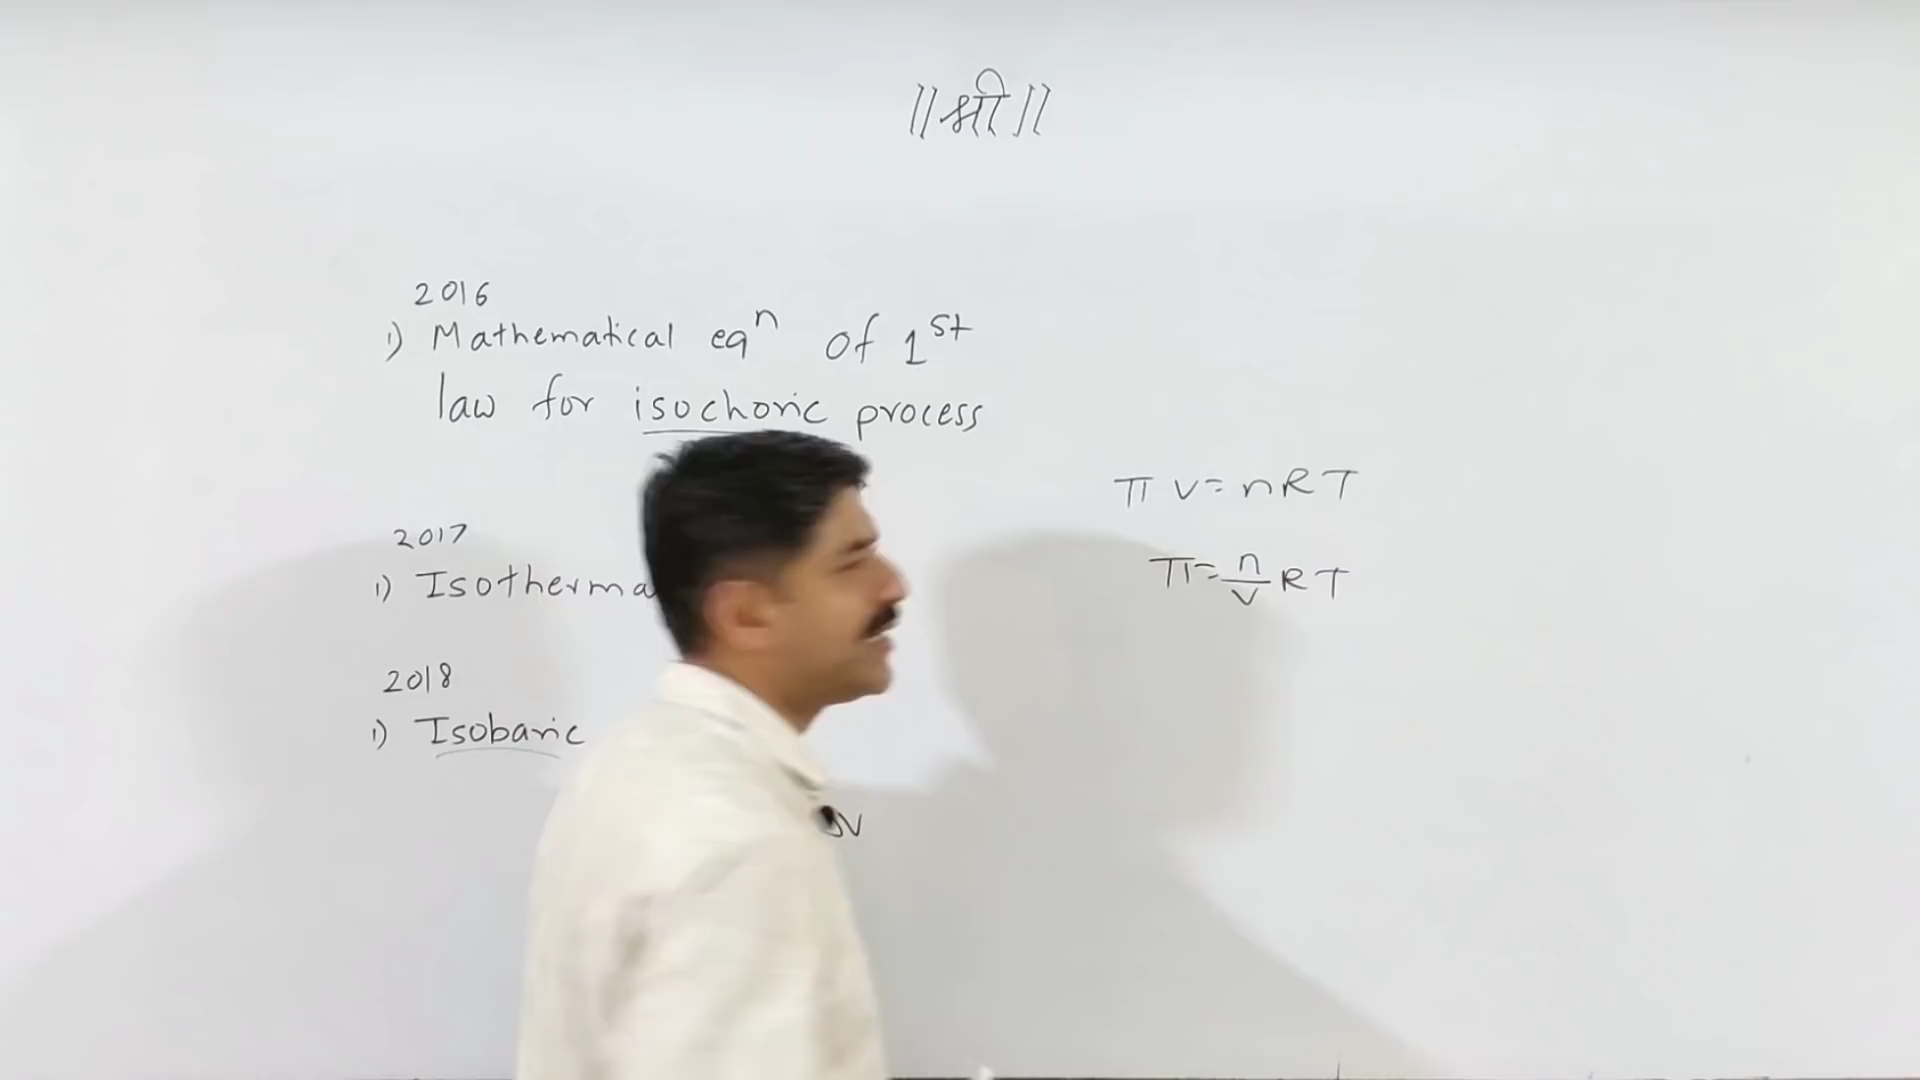 ||श्री||
2016
1) Mathematical eqⁿ of 1st
law for isochoric process
2017
1) Isotherma
2018
1) Isobaric
πV=nRT
π=n/V RT